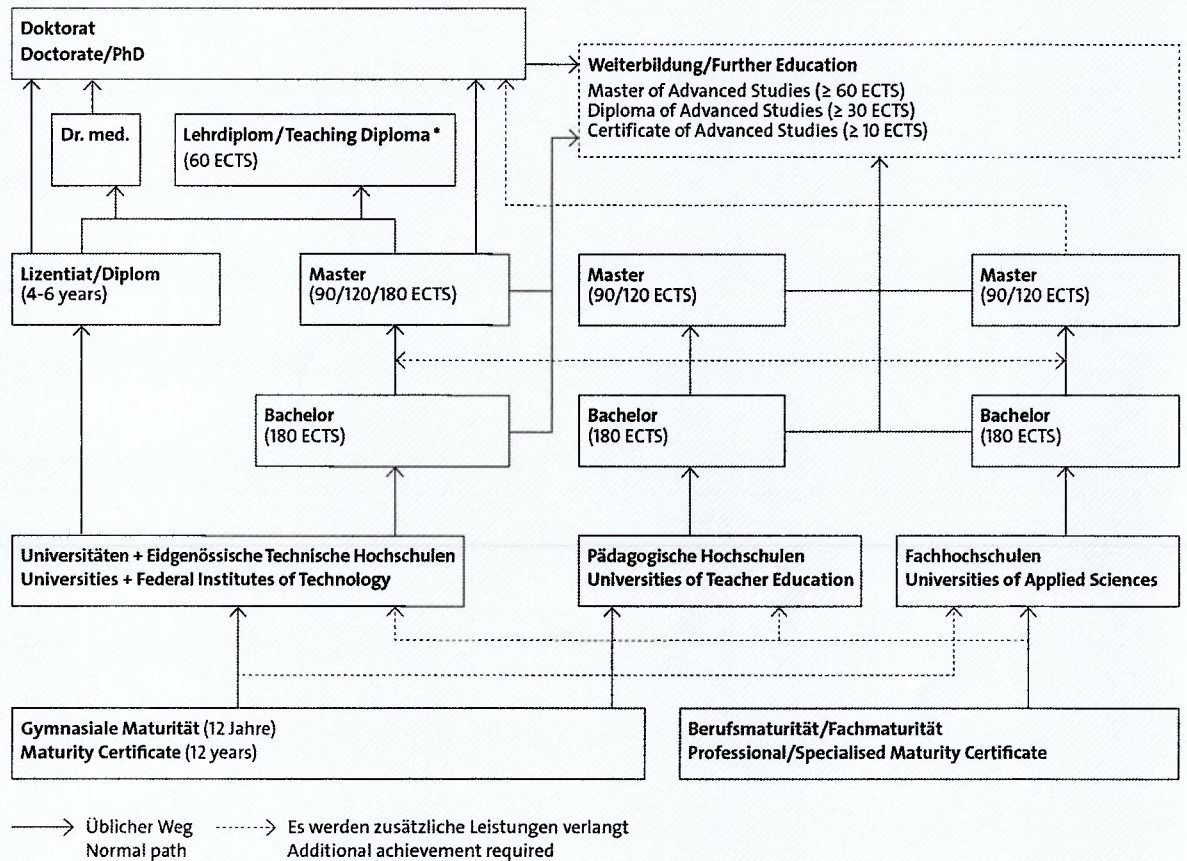 Doktorat
Doctorate/PhD
Weiterbildung/Further Education
Master of Advanced Studies (≥ 60 ECTS)
Diploma of Advanced Studies (≥ 30 ECTS)
Certificate of Advanced Studies (≥ 10 ECTS)
Dr. med.
Lehrdiplom/Teaching Diploma *
(60 ECTS)
Lizentiat/Diplom
(4-6 years)
Master
(90/120/180 ECTS)
Master
(90/120 ECTS)
Master
(90/120 ECTS)
Bachelor
(180 ECTS)
Bachelor
(180 ECTS)
Bachelor
(180 ECTS)
Universitäten + Eidgenössische Technische Hochschulen
Universities + Federal Institutes of Technology
Pädagogische Hochschulen
Universities of Teacher Education
Fachhochschulen
Universities of Applied Sciences
Gymnasiale Maturität (12 Jahre)
Maturity Certificate (12 years)
Berufsmaturität/Fachmaturität
Professional/Specialised Maturity Certificate
Üblicher Weg
Normal path
Es werden zusätzliche Leistungen verlangt
Additional achievement required